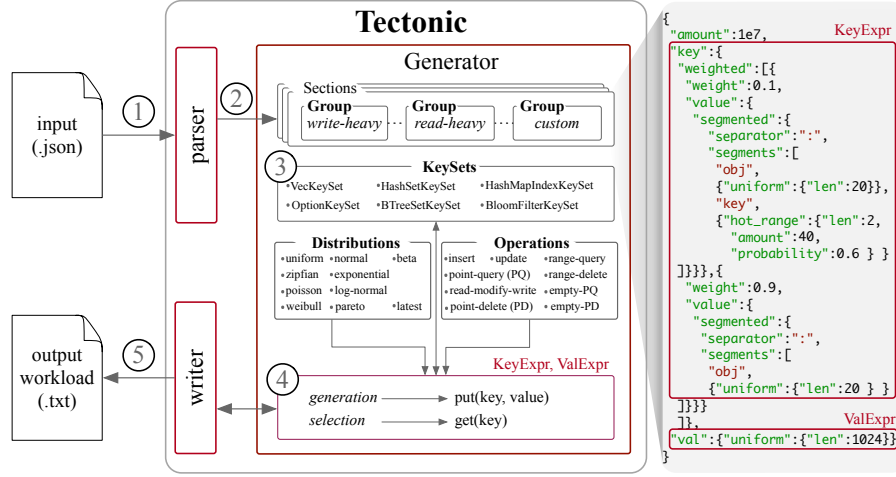 Tectonic
Generator
1
2
input
(.json)
parser
Sections
Group
write-heavy
Group
read-heavy
Group
custom
3
KeySets
•VecKeySet •HashSetKeySet •HashMapIndexKeySet
•OptionKeySet •BTreeSetKeySet •BloomFilterKeySet
Distributions
•uniform •normal •beta
•zipfian •exponential
•poisson •log-normal
•weibull •pareto •latest
Operations
•insert •update •range-query
•point-query (PQ) •range-delete
•read-modify-write •empty-PQ
•point-delete (PD) •empty-PD
5
output
workload
(.txt)
writer
4
KeyExpr, ValExpr
generation put(key, value)
selection get(key)
{
"amount":1e7,
KeyExpr
"key":{
"weighted":[{
"weight":0.1,
"value":{
"segmented":{
"separator":":",
"segments":[
"obj",
{"uniform":{"len":20}},
"key",
{"hot_range":{"len":2,
"amount":40,
"probability":0.6 } }
]}}},{
"weight":0.9,
"value":{
"segmented":{
"separator":":",
"segments":[
"obj",
{"uniform":{"len":20 } }
]}}}
]},
ValExpr
"val":{"uniform":{"len":1024}}
}